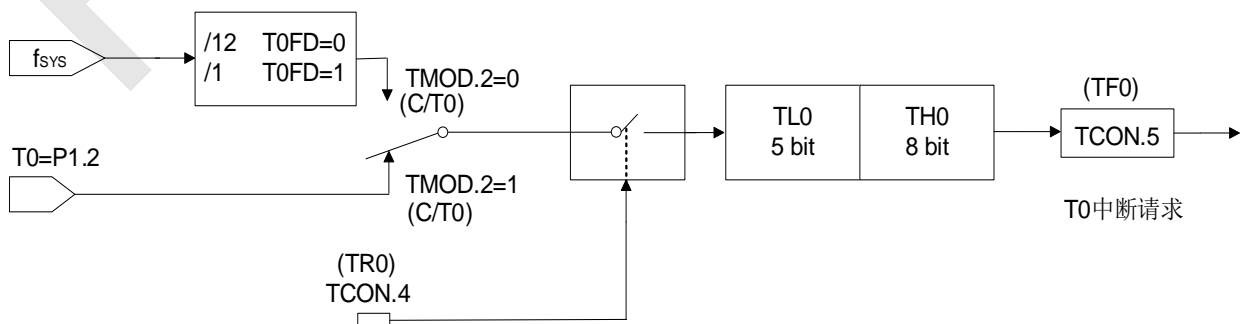 fSYS
/12 T0FD=0
/1 T0FD=1
TMOD.2=0
(C/T0)
T0=P1.2
TMOD.2=1
(C/T0)
(TR0)
TCON.4
TL0
5 bit
TH0
8 bit
(TF0)
TCON.5
T0中断请求